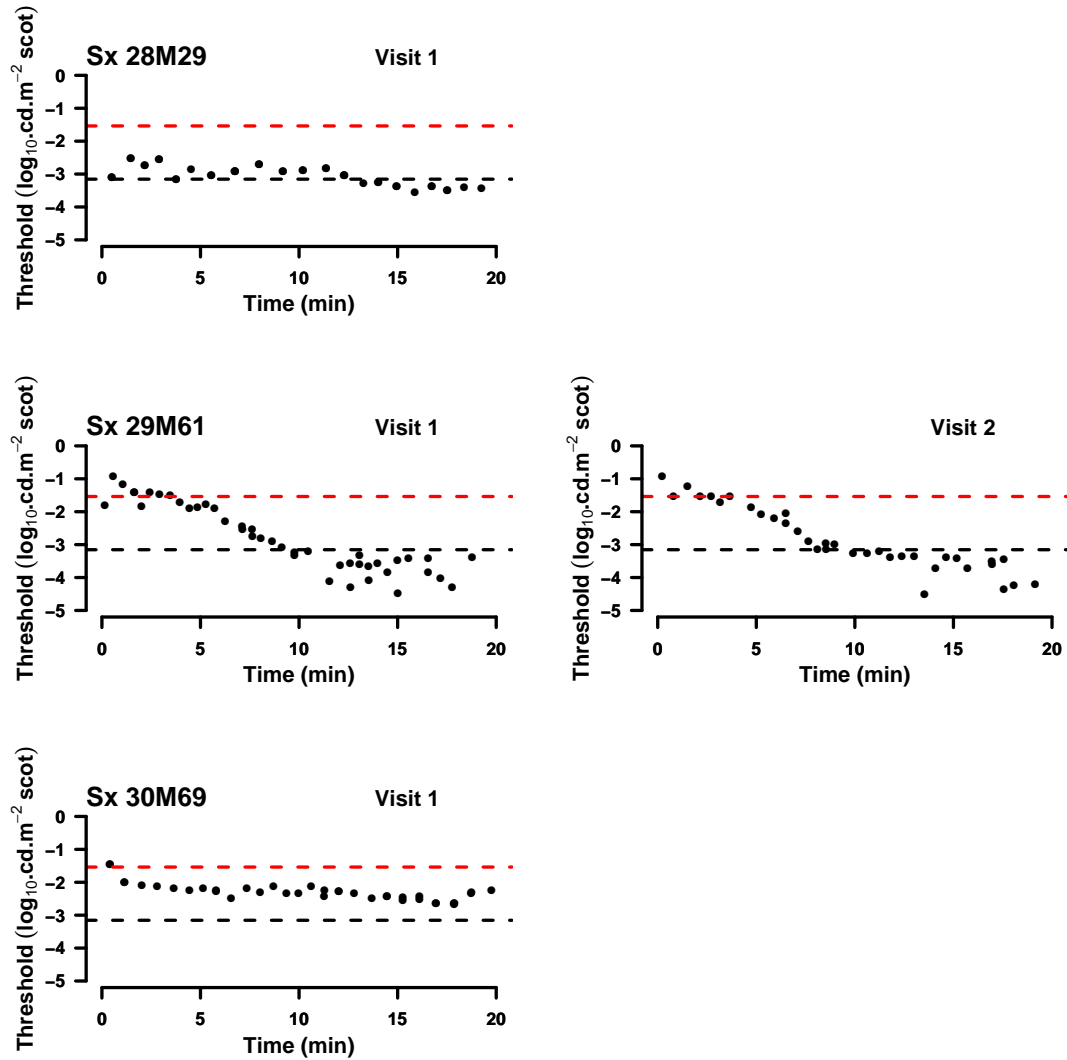 Sx 28M29
Visit 1
Threshold (log₁₀.cd.m⁻² scot)
0
−1
−2
−3
−4
−5
0 5 10 15 20
Time (min)
Sx 29M61
Visit 1
Threshold (log₁₀.cd.m⁻² scot)
0
−1
−2
−3
−4
−5
0 5 10 15 20
Time (min)
Visit 2
Threshold (log₁₀.cd.m⁻² scot)
0
−1
−2
−3
−4
−5
0 5 10 15 20
Time (min)
Sx 30M69
Visit 1
Threshold (log₁₀.cd.m⁻² scot)
0
−1
−2
−3
−4
−5
0 5 10 15 20
Time (min)